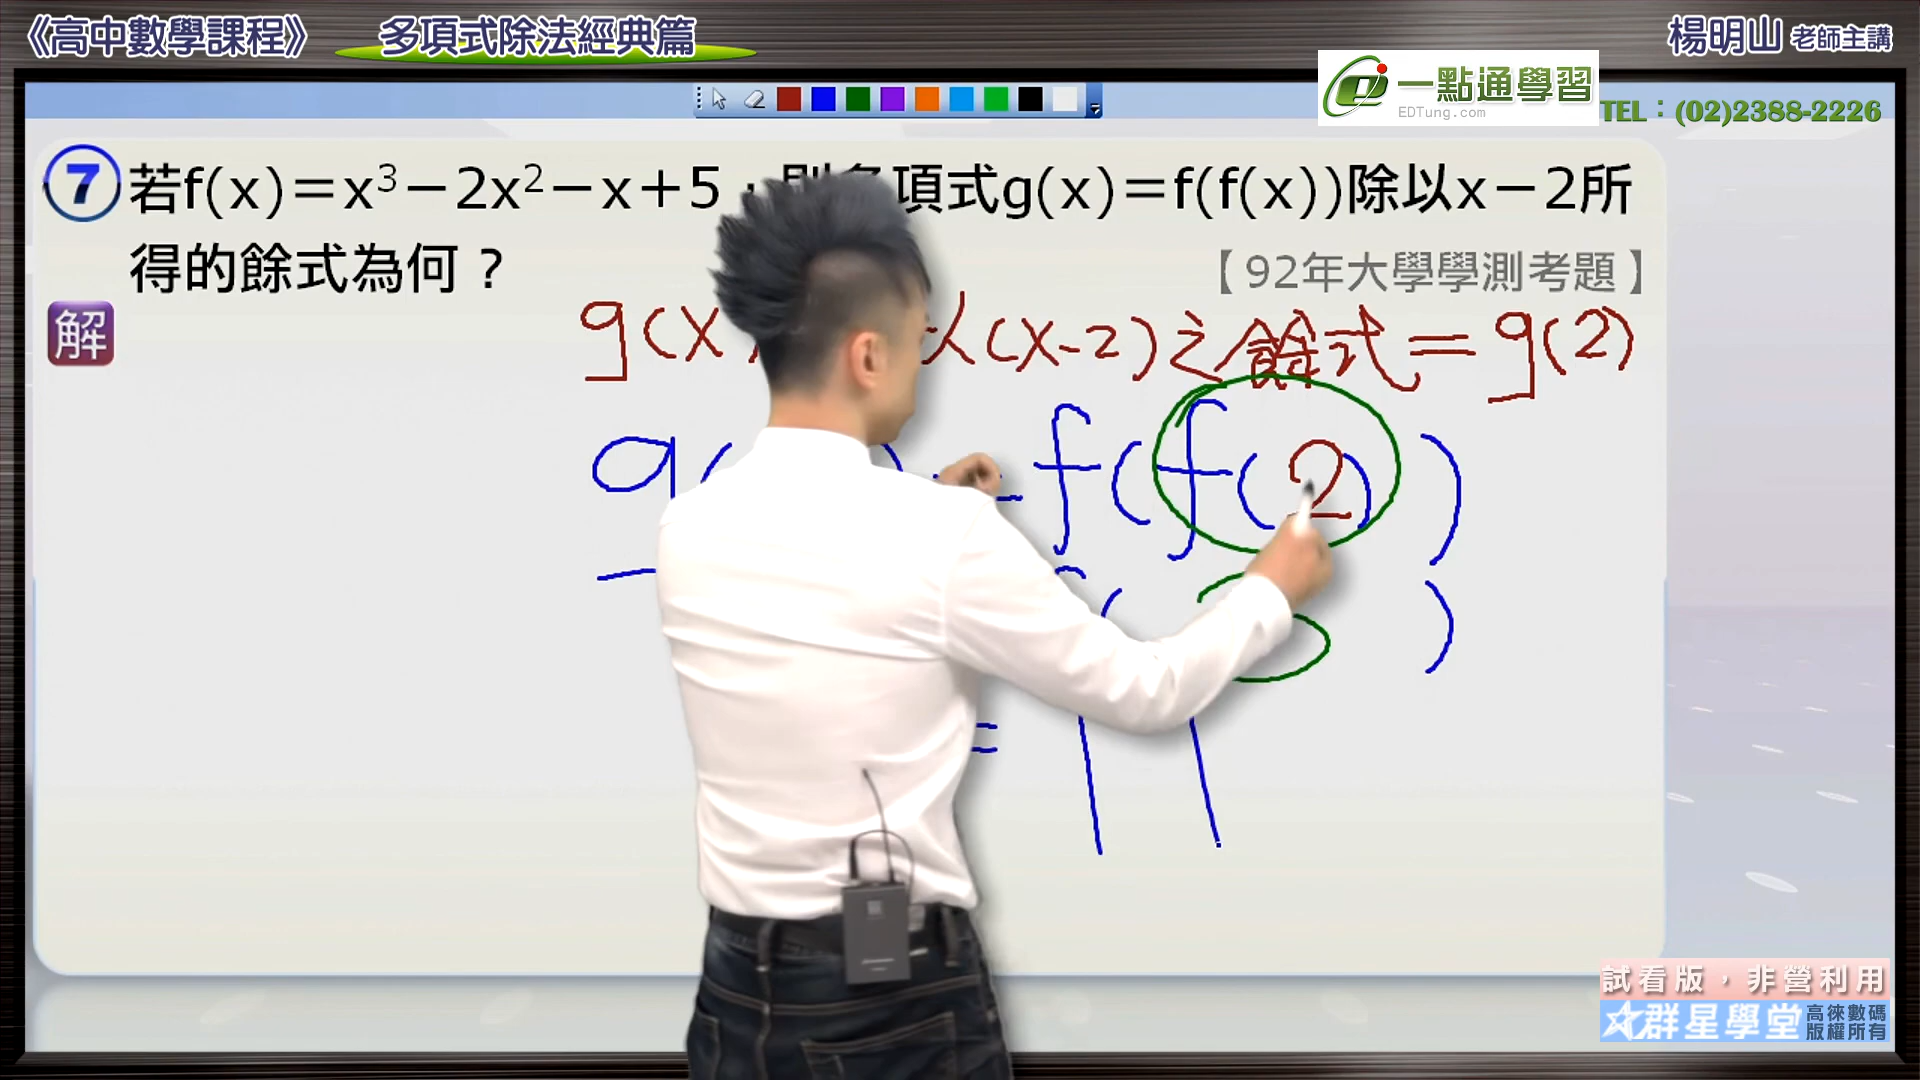 《高中數學課程》 多項式除法經典篇 楊明山 老師主講
一點通學習
EDTung.com
TEL：(02)2388-2226
⑦ 若f(x)＝x³－2x²－x＋5，則多項式g(x)＝f(f(x))除以x－2所
得的餘式為何？
【92年大學學測考題】
解
g(x (x-2)之餘式=g(2)
g( ) = f(f(2))
f( 3 )
= 11
試看版，非營利用
群星學堂 高徠數碼
版權所有